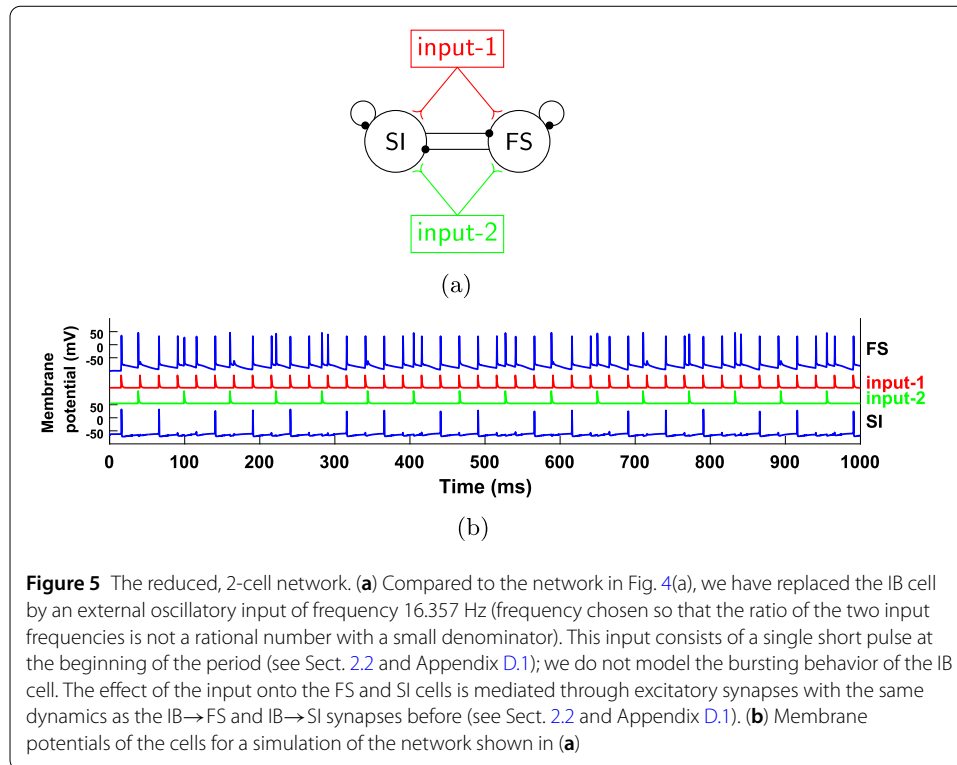 input-1
SI
FS
input-2
(a)
Membrane
potential (mV)
50
0
-50
FS
input-1
input-2
50
-50
SI
0
100
200
300
400
500
600
700
800
900
1000
Time (ms)
(b)
Figure 5 The reduced, 2-cell network. (a) Compared to the network in Fig. 4(a), we have replaced the IB cell
by an external oscillatory input of frequency 16.357 Hz (frequency chosen so that the ratio of the two input
frequencies is not a rational number with a small denominator). This input consists of a single short pulse at
the beginning of the period (see Sect. 2.2 and Appendix D.1); we do not model the bursting behavior of the IB
cell. The effect of the input onto the FS and SI cells is mediated through excitatory synapses with the same
dynamics as the IB→FS and IB→SI synapses before (see Sect. 2.2 and Appendix D.1). (b) Membrane
potentials of the cells for a simulation of the network shown in (a)